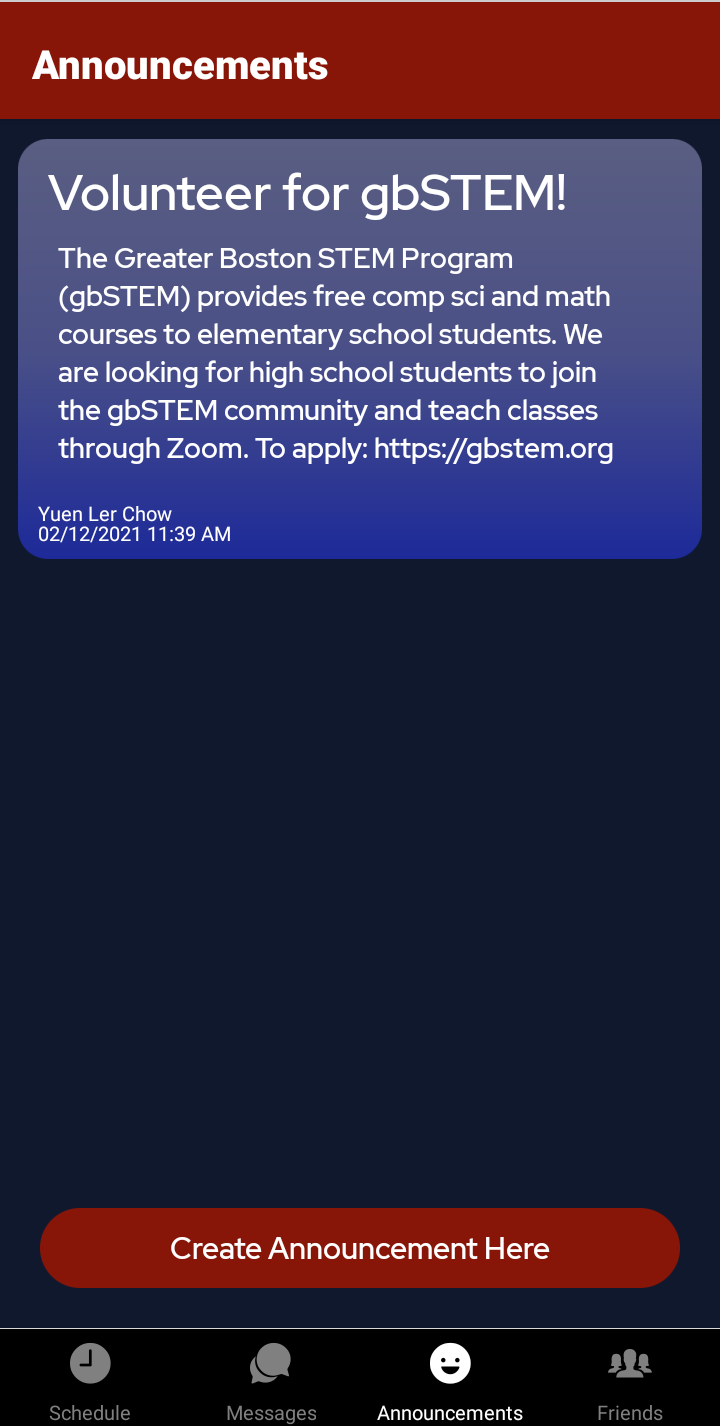 Announcements
Volunteer for gbSTEM!
The Greater Boston STEM Program
(gbSTEM) provides free comp sci and math
courses to elementary school students. We
are looking for high school students to join
the gbSTEM community and teach classes
through Zoom. To apply: https://gbstem.org
Yuen Ler Chow
02/12/2021 11:39 AM
Create Announcement Here
Schedule
Messages
Announcements
Friends